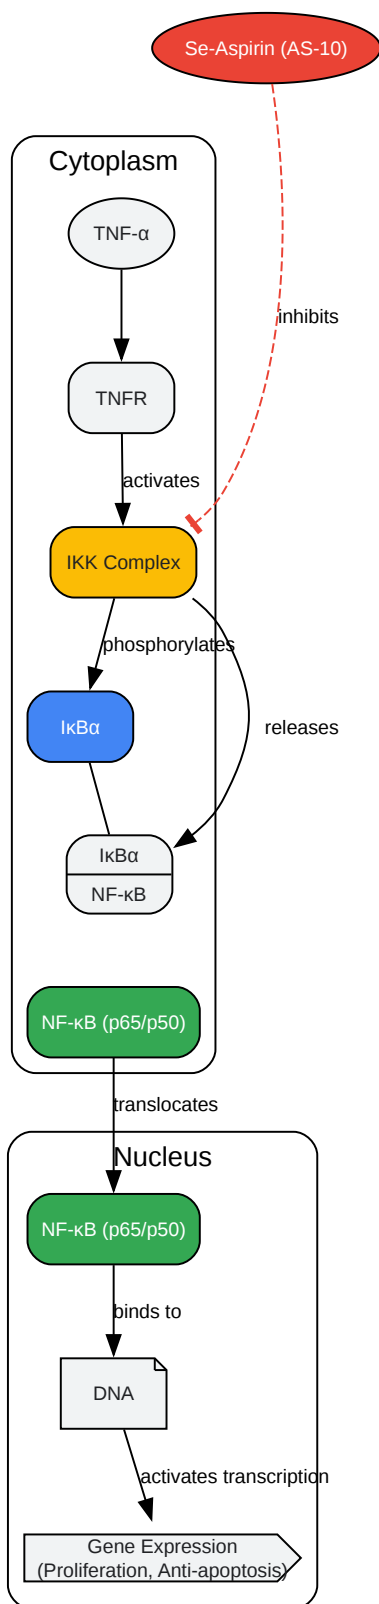 Se-Aspirin (AS-10)
Cytoplasm
TNF-α
inhibits
TNFR
activates
IKK Complex
phosphorylates
IκBα
releases
IκBα
NF-κB
NF-κB (p65/p50)
translocates
Nucleus
NF-κB (p65/p50)
binds to
DNA
activates transcription
Gene Expression
(Proliferation, Anti-apoptosis)